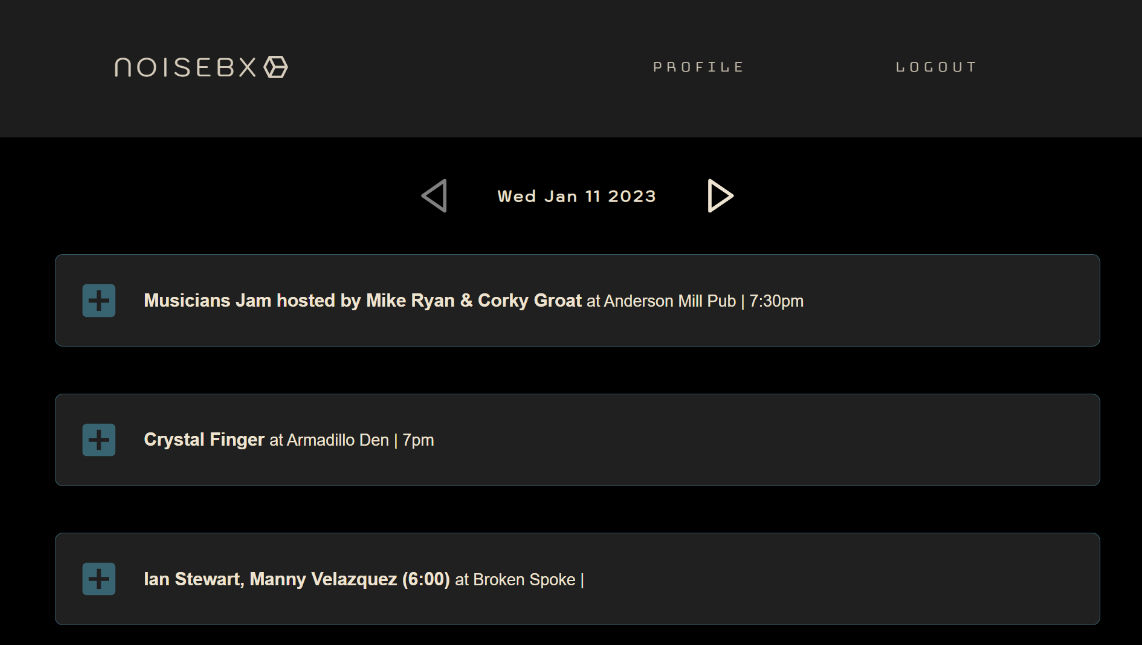 NOISEBX
PROFILE
LOGOUT
Wed Jan 11 2023
Musicians Jam hosted by Mike Ryan & Corky Groat at Anderson Mill Pub | 7:30pm
Crystal Finger at Armadillo Den | 7pm
Ian Stewart, Manny Velazquez (6:00) at Broken Spoke |